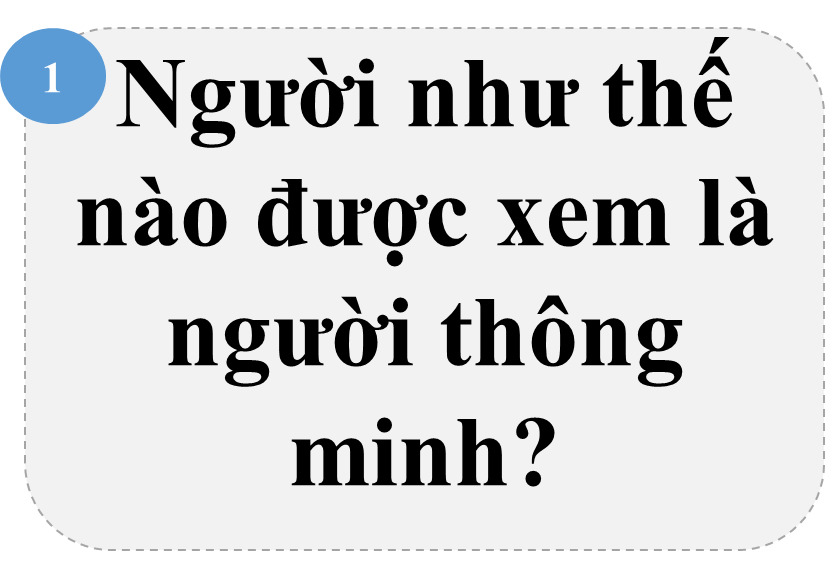 1
Người như thế
nào được xem là
người thông
minh?